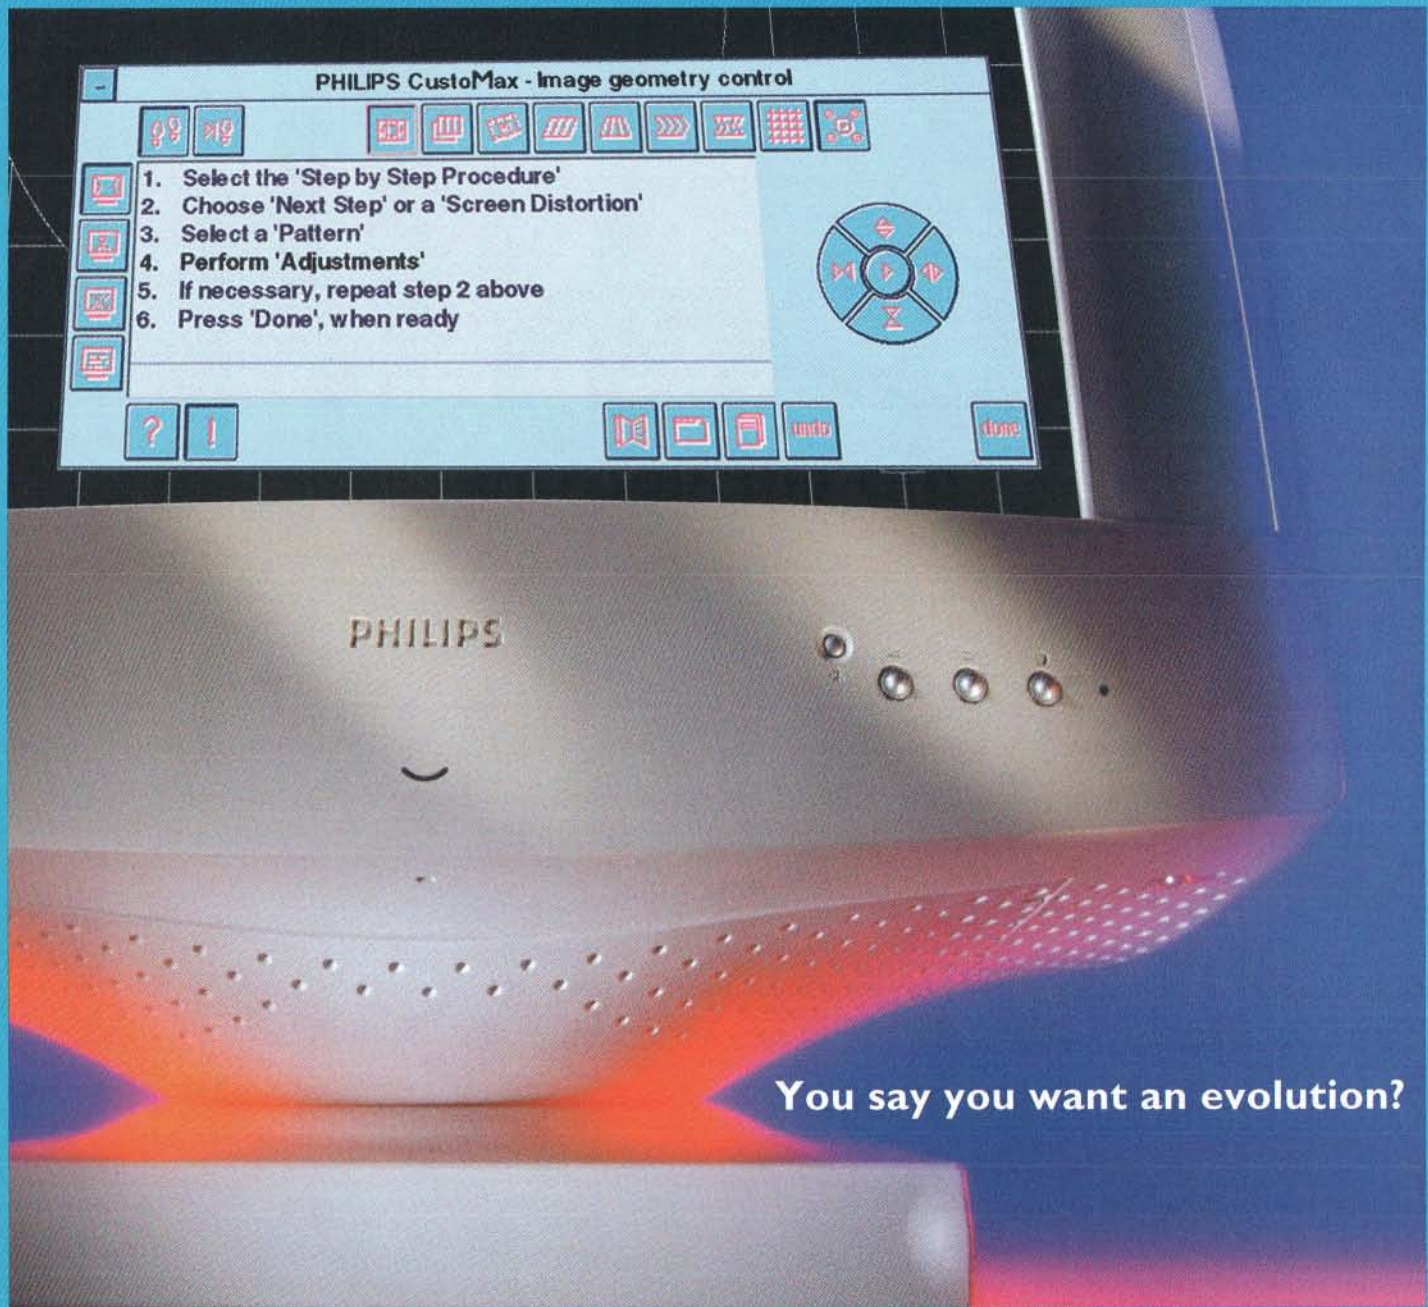 PHILIPS CustoMax - Image geometry control
1. Select the 'Step by Step Procedure'
2. Choose 'Next Step' or a 'Screen Distortion'
3. Select a 'Pattern'
4. Perform 'Adjustments'
5. If necessary, repeat step 2 above
6. Press 'Done', when ready
? ! undo done
PHILIPS
You say you want an evolution?